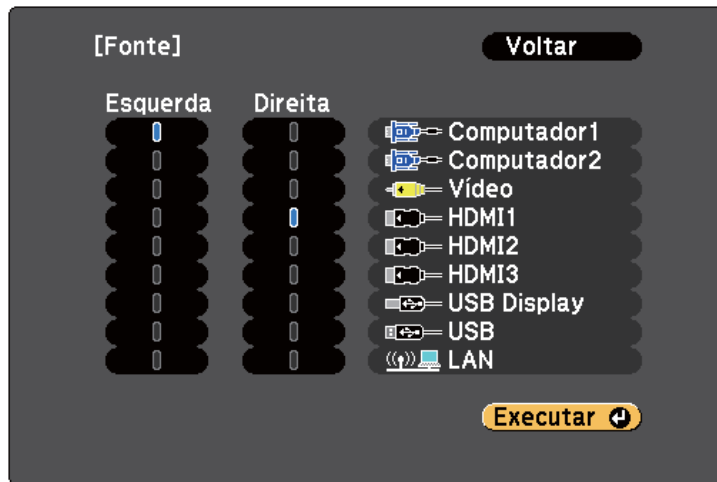 [Fonte]
Voltar
Esquerda Direita
Computador1
Computador2
Vídeo
HDMI1
HDMI2
HDMI3
USB Display
USB
LAN
Executar